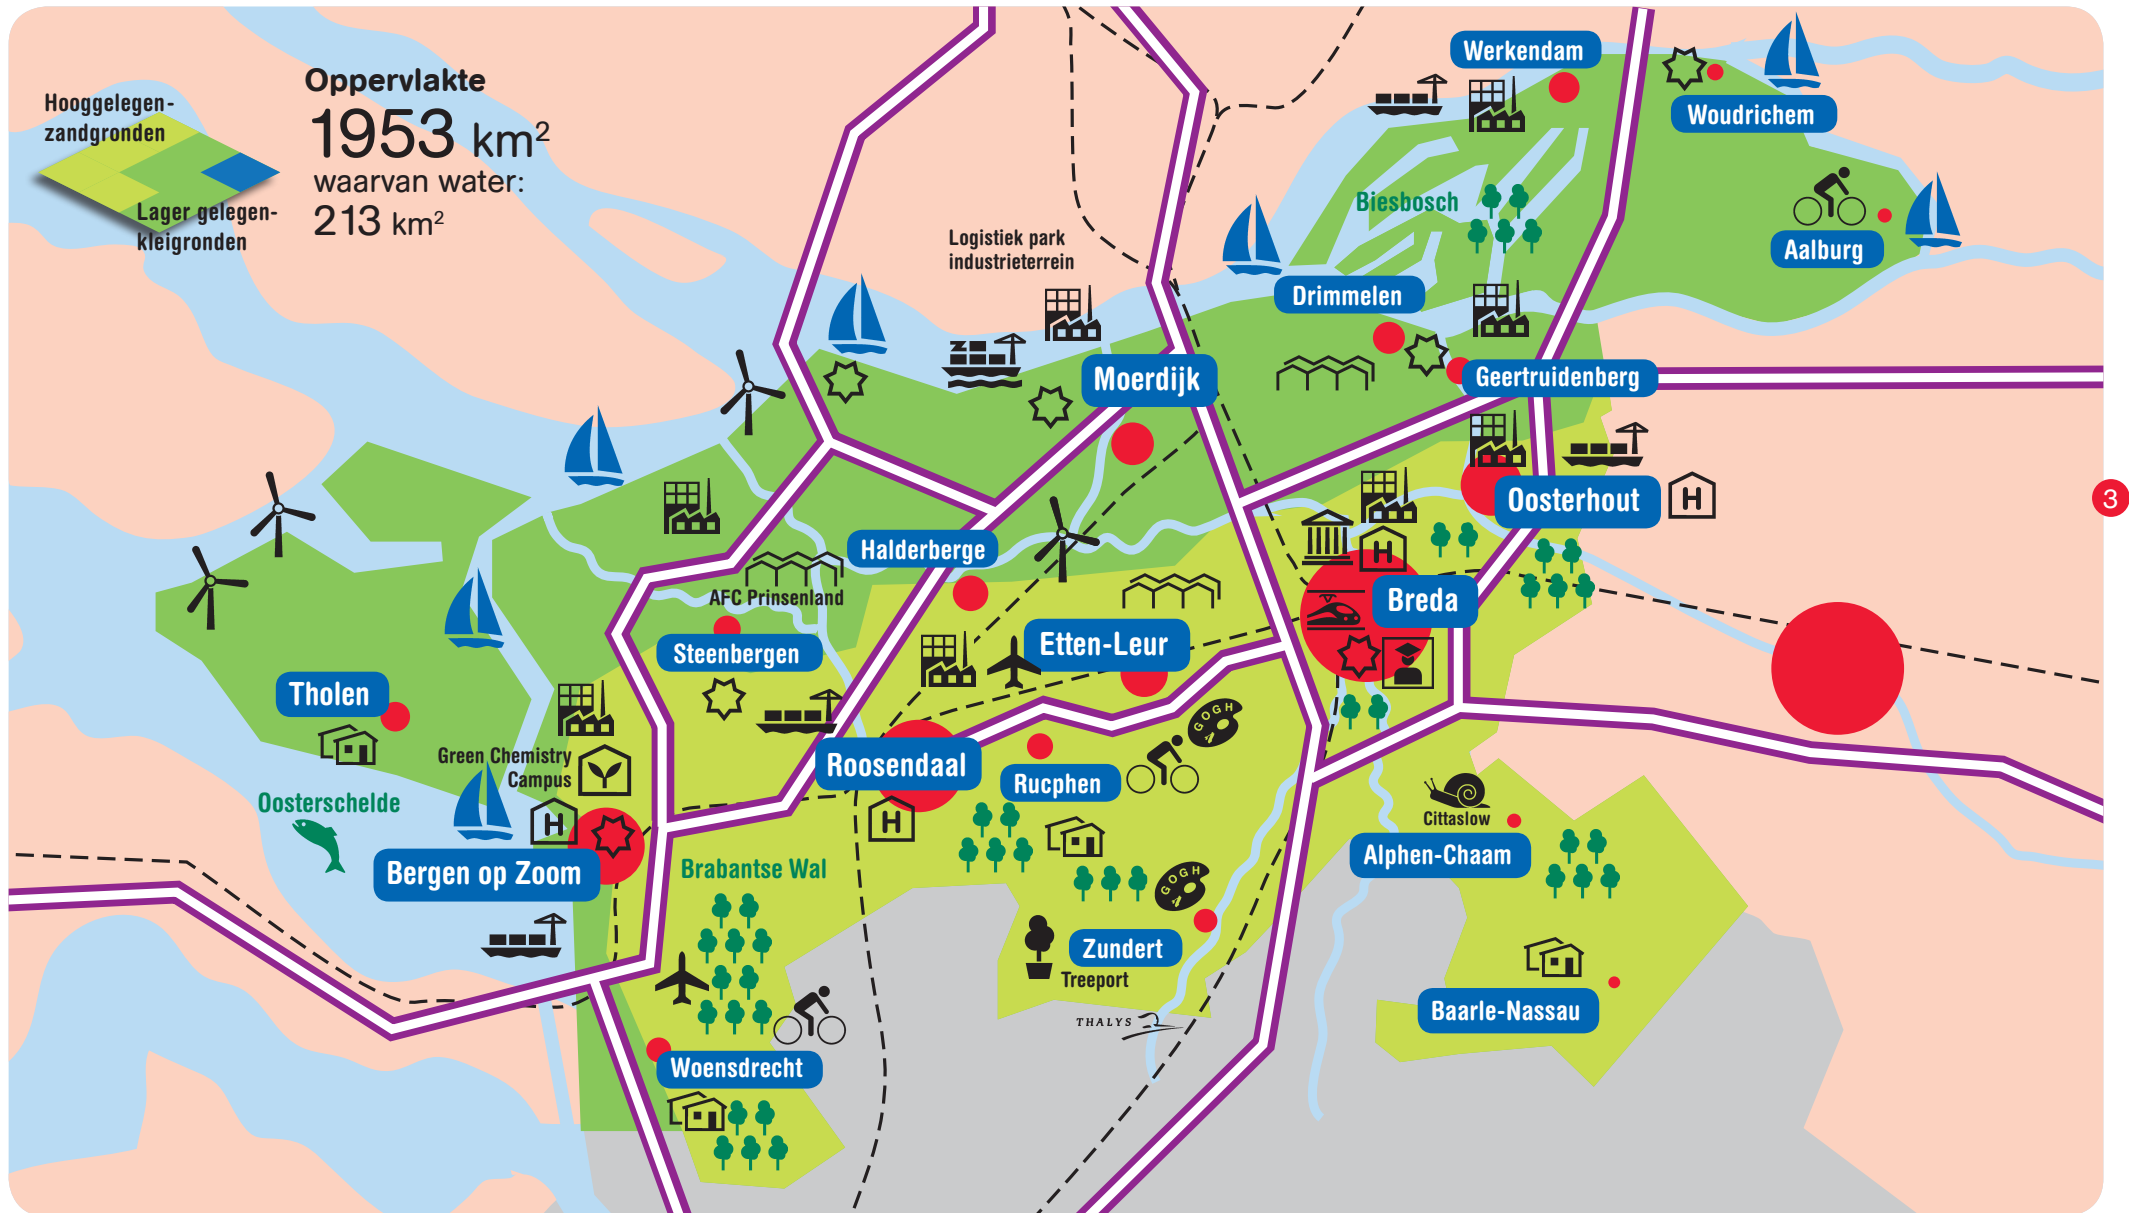 Hooggelegen-
zandgronden
Lager gelegen-
kleigronden
Oppervlakte
1953 km²
waarvan water:
213 km²
Werkendam
Woudrichem
Biesbosch
Aalburg
Logistiek park
industrieterrein
Drimmelen
Moerdijk
Geertruidenberg
Oosterhout
H
3
Halderberge
H
AFC Prinsenland
Breda
Steenbergen
Etten-Leur
Tholen
GOGH
Green Chemistry
Campus
Roosendaal
Rucphen
Oosterschelde
H
H
Cittaslow
Bergen op Zoom
Brabantse Wal
Alphen-Chaam
GOGH
Zundert
Treeport
Baarle-Nassau
THALYS
Woensdrecht